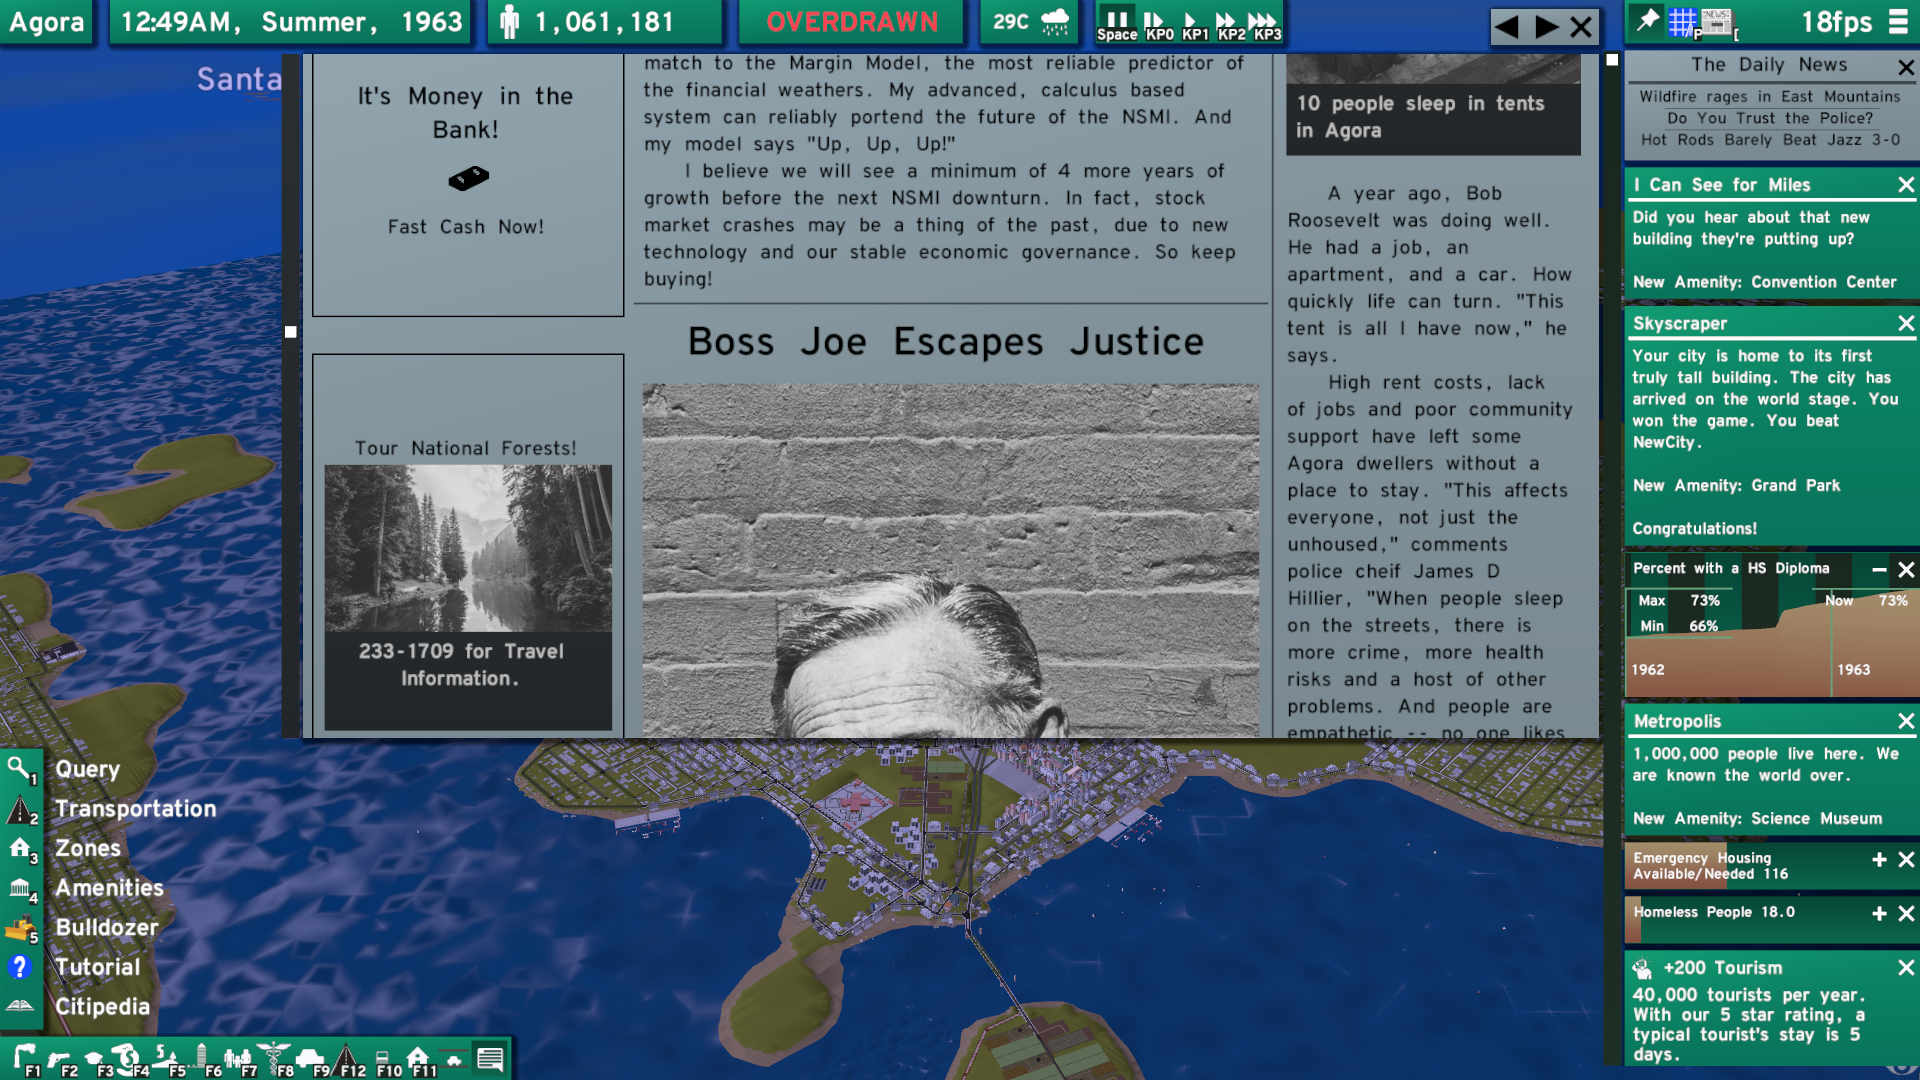 Agora
12:49AM, Summer, 1963
1,061,181
OVERDRAWN
29C
Space
KP0
KP1
KP2
KP3
P
[
18fps
Santa
It's Money in the
Bank!
Fast Cash Now!
Tour National Forests!
233-1709 for Travel
Information.
match to the Margin Model, the most reliable predictor of
the financial weathers. My advanced, calculus based
system can reliably portend the future of the NSMI. And
my model says "Up, Up, Up!"
I believe we will see a minimum of 4 more years of
growth before the next NSMI downturn. In fact, stock
market crashes may be a thing of the past, due to new
technology and our stable economic governance. So keep
buying!
Boss Joe Escapes Justice
10 people sleep in tents
in Agora
A year ago, Bob
Roosevelt was doing well.
He had a job, an
apartment, and a car. How
quickly life can turn. "This
tent is all I have now," he
says.
High rent costs, lack
of jobs and poor community
support have left some
Agora dwellers without a
place to stay. "This affects
everyone, not just the
unhoused," comments
police cheif James D
Hillier, "When people sleep
on the streets, there is
more crime, more health
risks and a host of other
problems. And people are
empathetic -- no one likes
The Daily News
Wildfire rages in East Mountains
Do You Trust the Police?
Hot Rods Barely Beat Jazz 3-0
I Can See for Miles
Did you hear about that new
building they're putting up?
New Amenity: Convention Center
Skyscraper
Your city is home to its first
truly tall building. The city has
arrived on the world stage. You
won the game. You beat
NewCity.
New Amenity: Grand Park
Congratulations!
Percent with a HS Diploma
Max 73% Now 73%
Min 66%
1962 1963
Metropolis
1,000,000 people live here. We
are known the world over.
New Amenity: Science Museum
Emergency Housing
Available/Needed 116
Homeless People 18.0
+200 Tourism
40,000 tourists per year.
With our 5 star rating, a
typical tourist's stay is 5
days.
1 Query
2 Transportation
3 Zones
4 Amenities
5 Bulldozer
? Tutorial
Citipedia
F1 F2 F3 F4 F5 F6 F7 F8 F9 F12 F10 F11